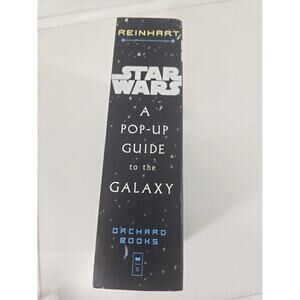 REINHART
STAR
WARS
A
POP-UP
GUIDE
to the
GALAXY
ORCHARD
BOOKS
S